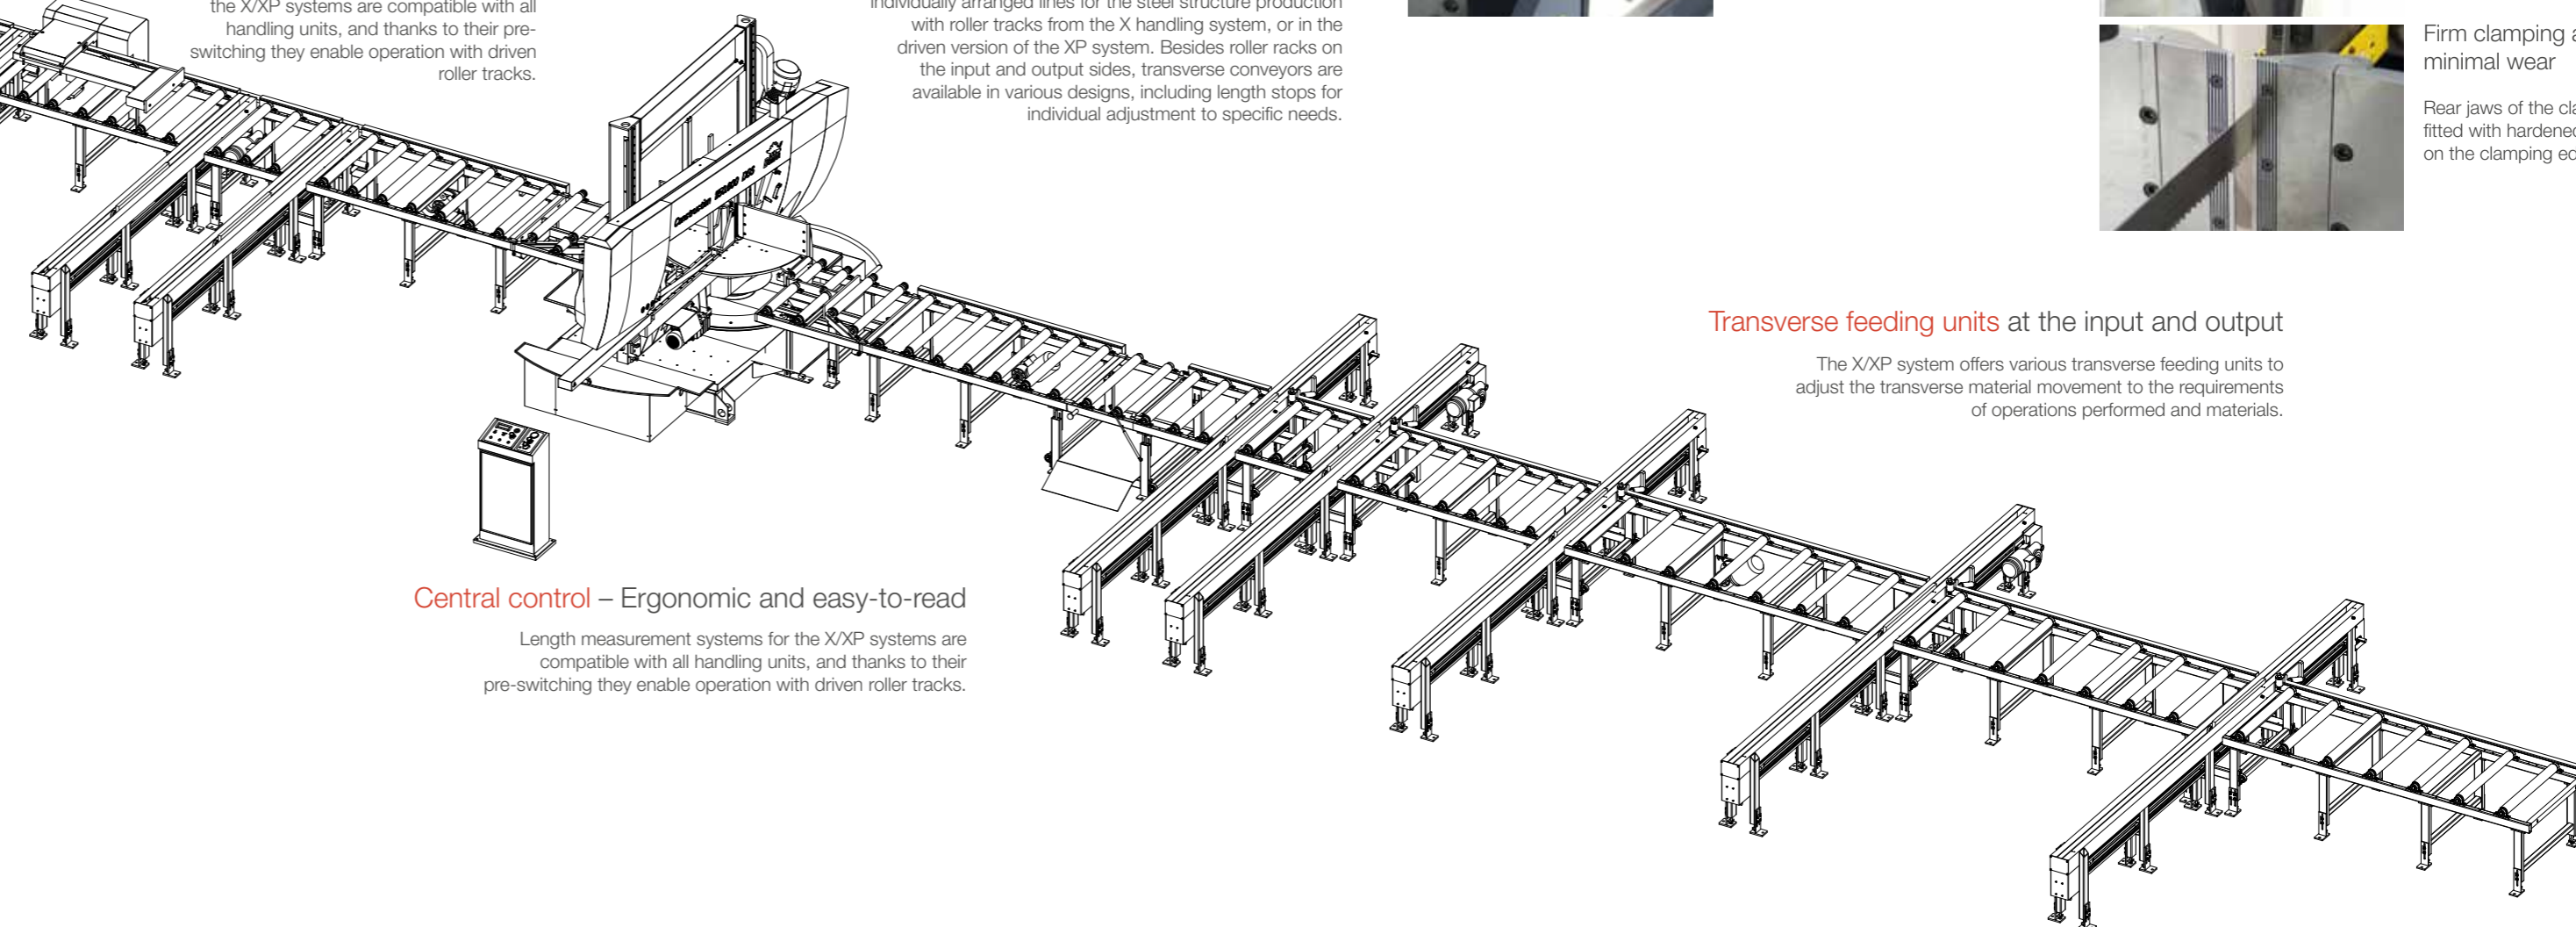 the X/XP systems are compatible with all
handling units, and thanks to their pre-
switching they enable operation with driven
roller tracks.
individually arranged lines for the steel structure production
with roller tracks from the X handling system, or in the
driven version of the XP system. Besides roller racks on
the input and output sides, transverse conveyors are
available in various designs, including length stops for
individual adjustment to specific needs.
Firm clamping
minimal wear
Rear jaws of the
fitted with
on the clamping
Transverse feeding units at the input and output
The X/XP system offers various transverse feeding units to
adjust the transverse material movement to the requirements
of operations performed and materials.
Central control – Ergonomic and easy-to-read
Length measurement systems for the X/XP systems are
compatible with all handling units, and thanks to their
pre-switching they enable operation with driven roller tracks.